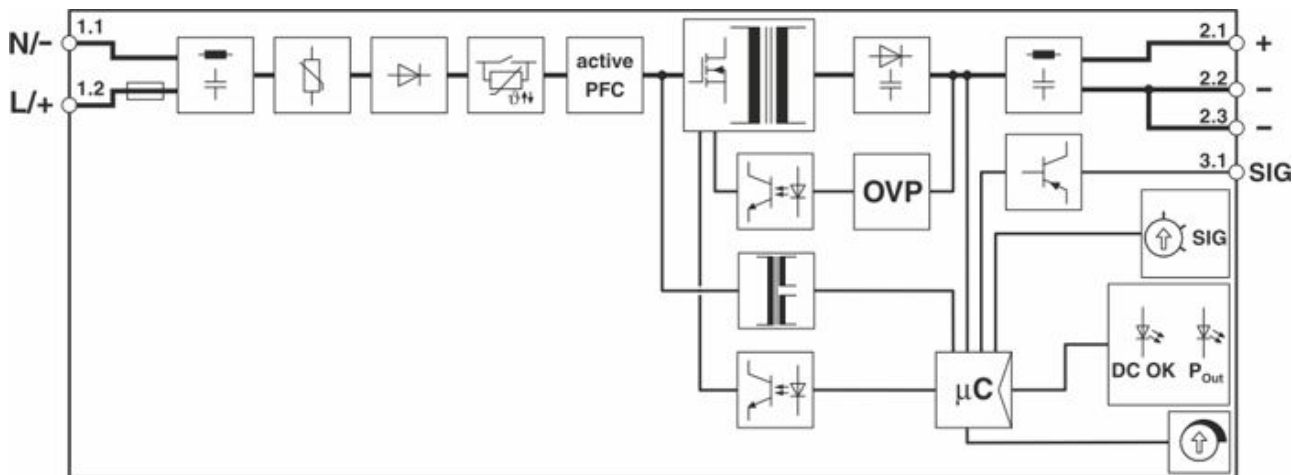 N/-
1.1
L/+
1.2
active
PFC
2.1
+
2.2
−
2.3
−
3.1
SIG
OVP
SIG
ϑ
DC OK P_Out
µC